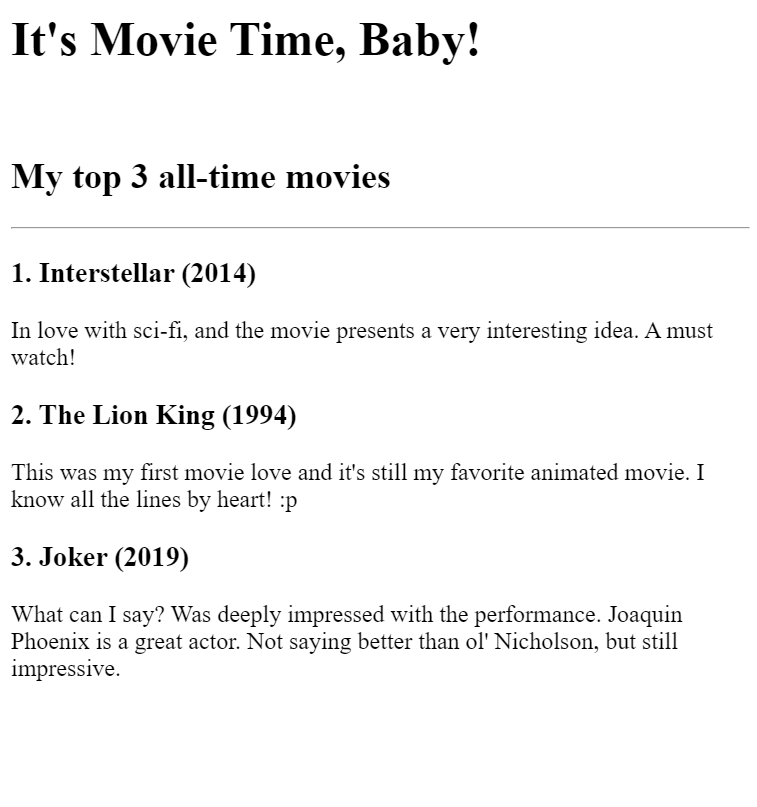 It's Movie Time, Baby!
My top 3 all-time movies
1. Interstellar (2014)
In love with sci-fi, and the movie presents a very interesting idea. A must
watch!
2. The Lion King (1994)
This was my first movie love and it's still my favorite animated movie. I
know all the lines by heart! :p
3. Joker (2019)
What can I say? Was deeply impressed with the performance. Joaquin
Phoenix is a great actor. Not saying better than ol' Nicholson, but still
impressive.